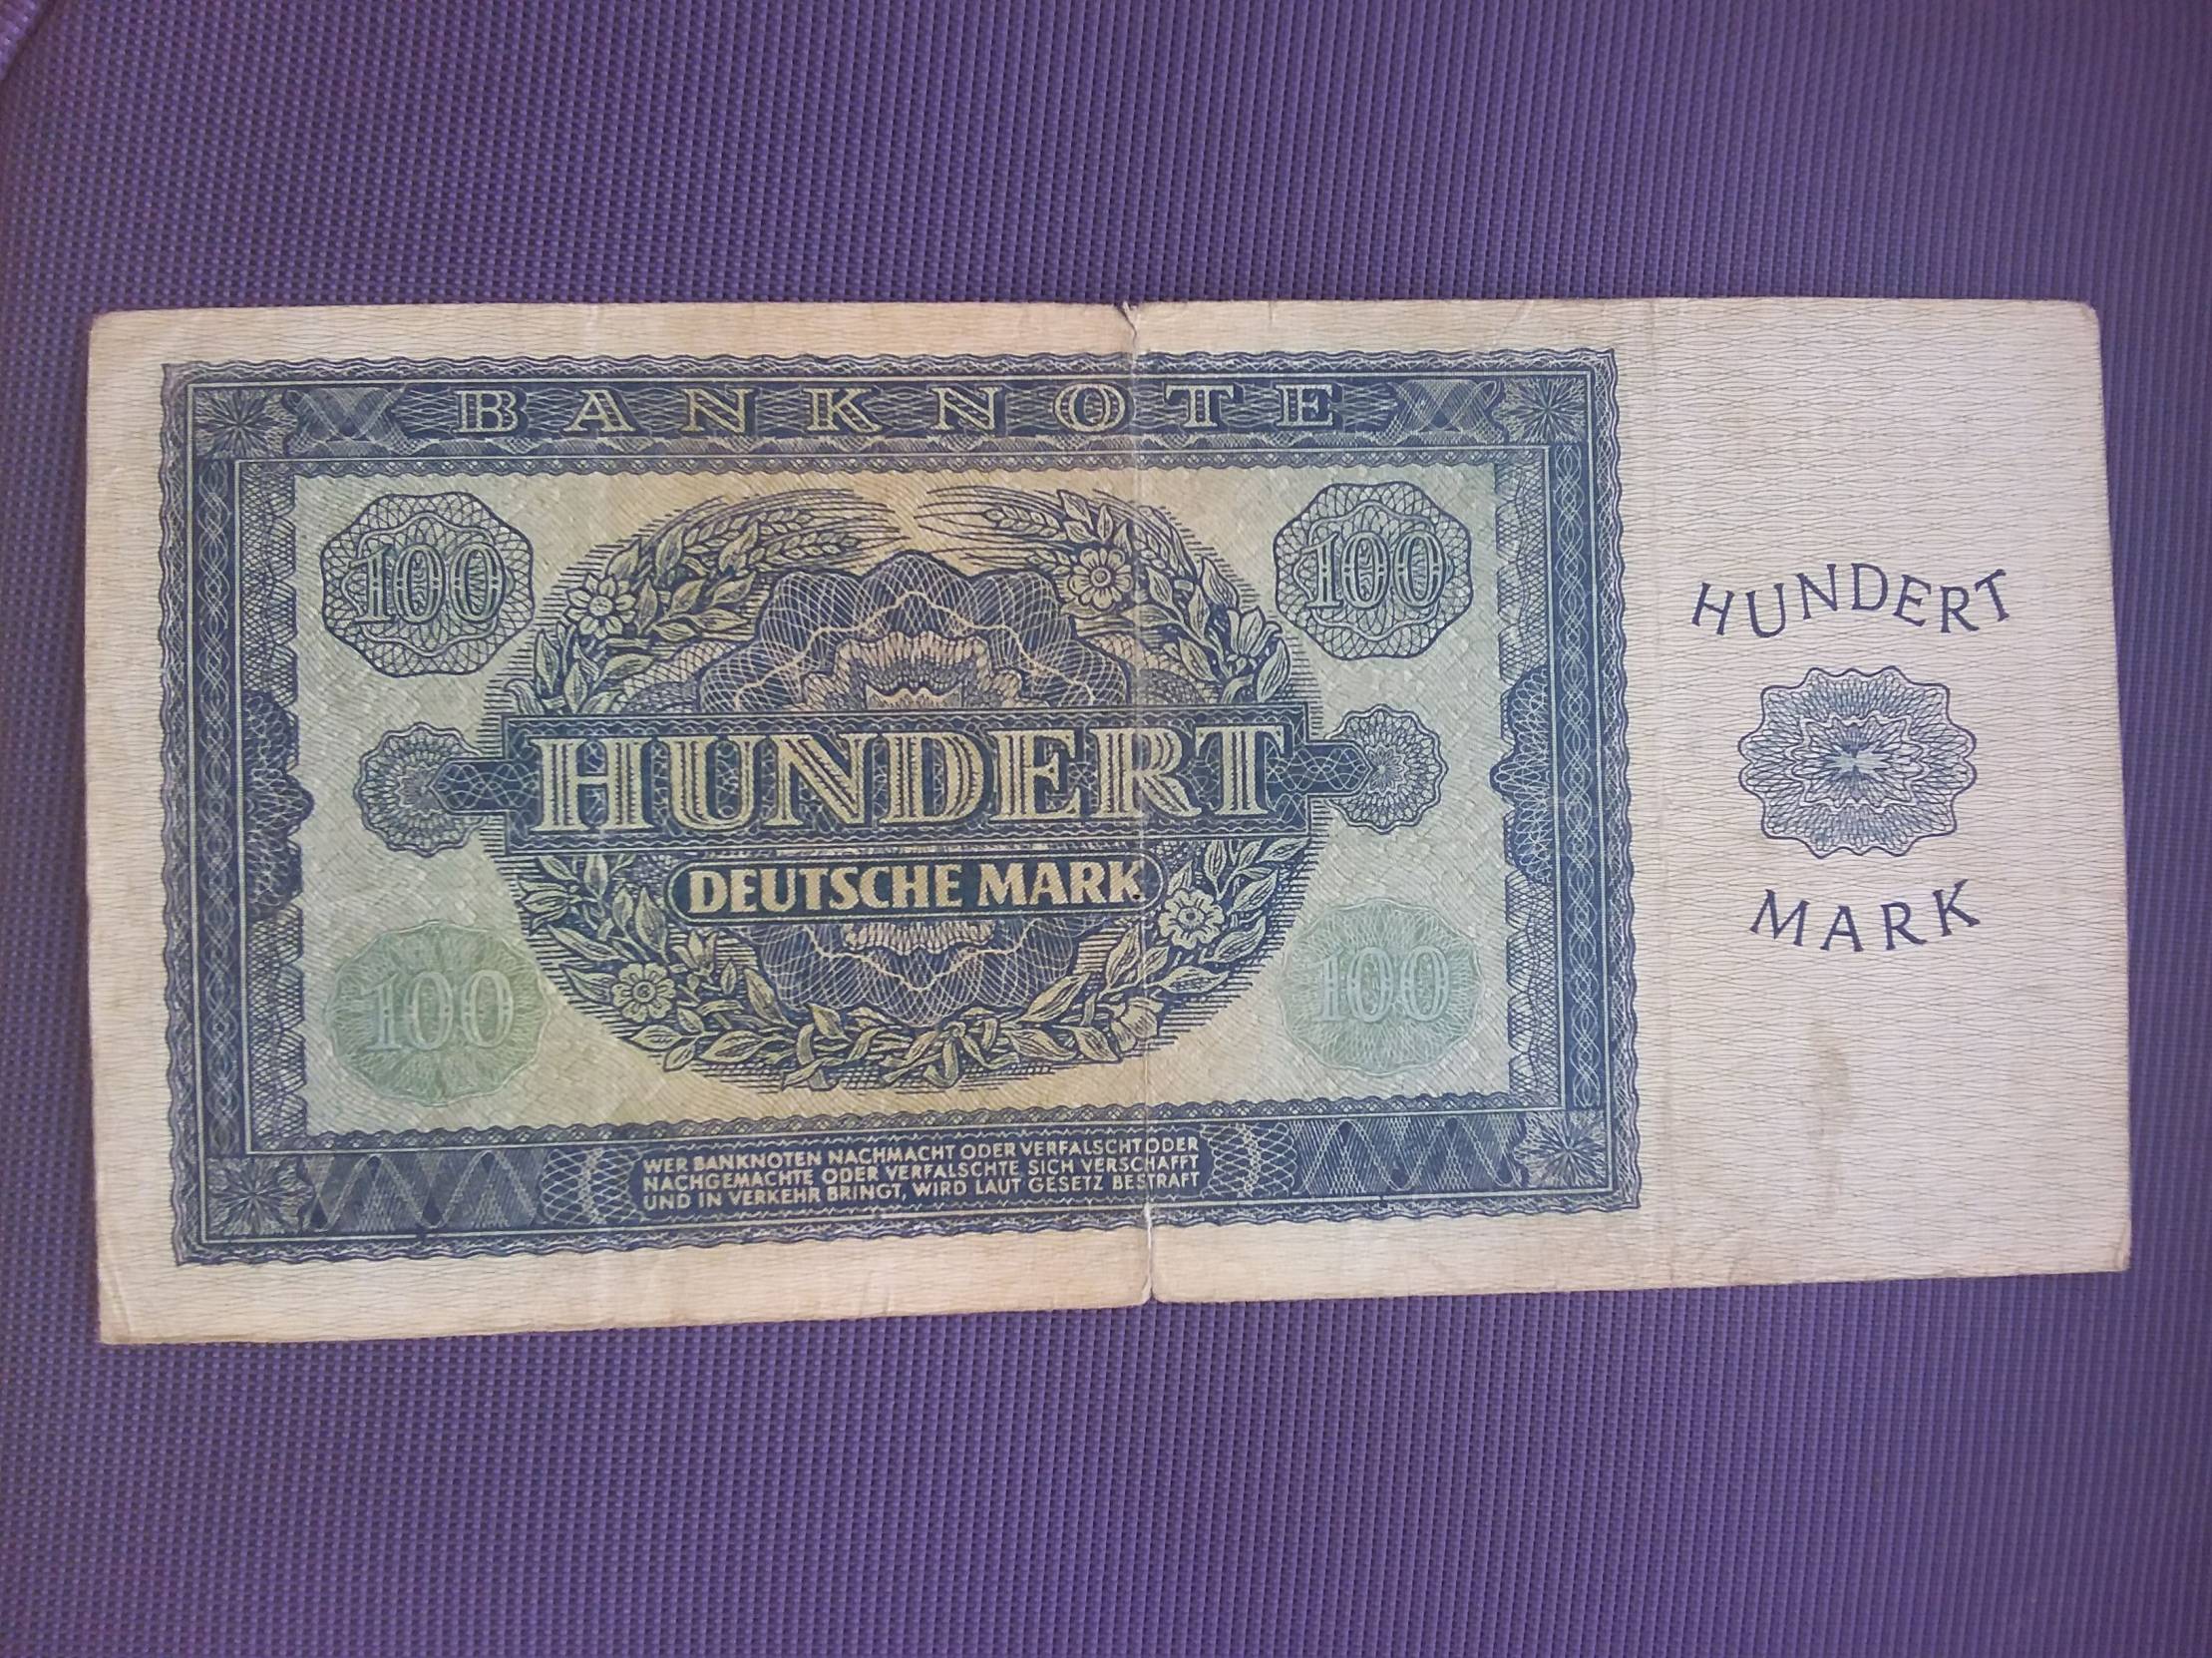 BANKNOTE
100
100
HUNDERT
DEUTSCHE MARK
100
100
WER BANKNOTEN NACHMACHT ODER VERFALSCHT ODER
NACHGEMACHTE ODER VERFALSCHTE SICH VERSCHAFFT
UND IN VERKEHR BRINGT, WIRD LAUT GESETZ BESTRAFT
HUNDERT
MARK